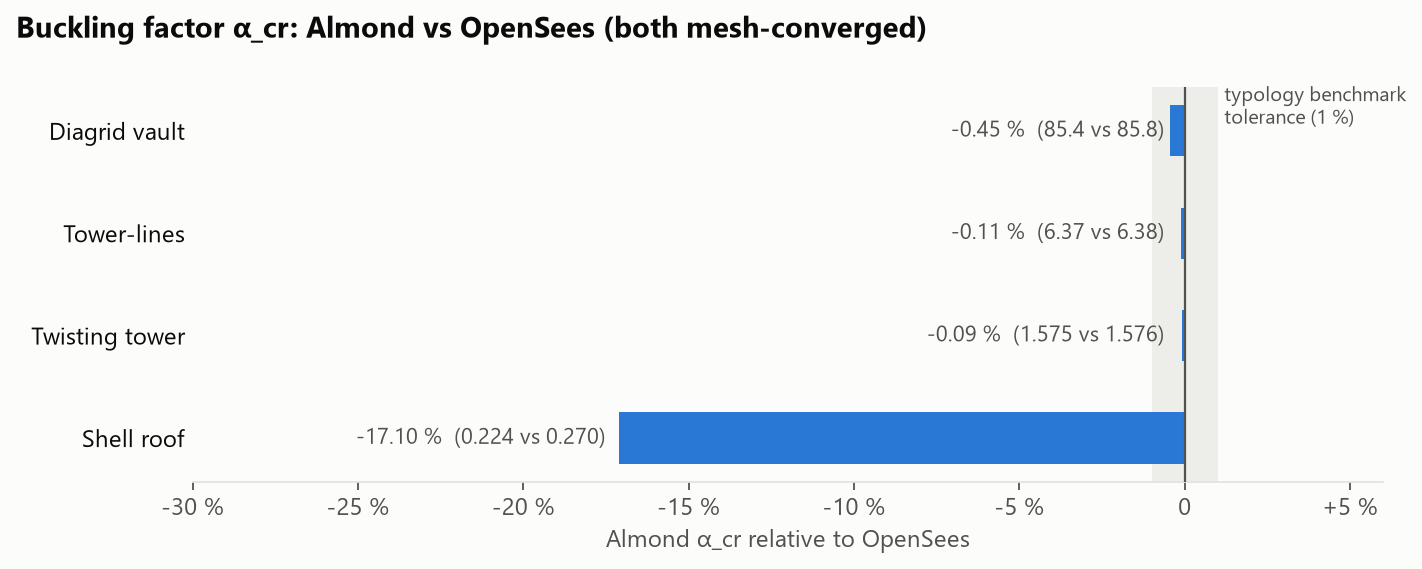 Buckling factor α_cr: Almond vs OpenSees (both mesh-converged)
typology benchmark
tolerance (1 %)
Diagrid vault
-0.45 %  (85.4 vs 85.8)
Tower-lines
-0.11 %  (6.37 vs 6.38)
Twisting tower
-0.09 %  (1.575 vs 1.576)
Shell roof
-17.10 %  (0.224 vs 0.270)
-30 %
-25 %
-20 %
-15 %
-10 %
-5 %
0
+5 %
Almond α_cr relative to OpenSees